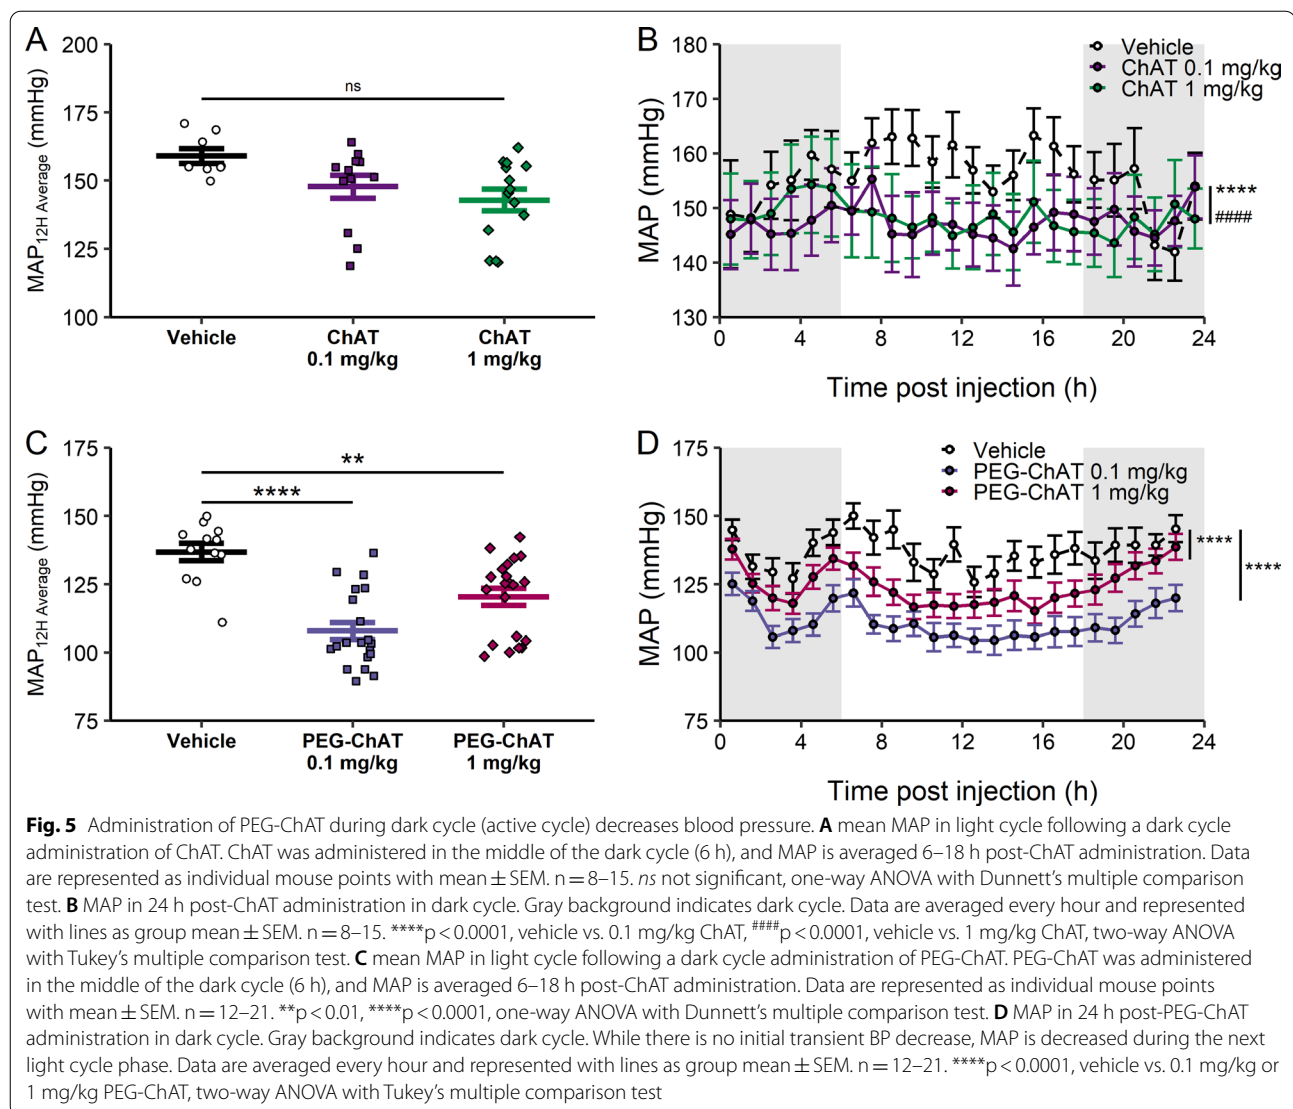 A
200
175
150
125
100
MAP12H Average (mmHg)
ns
Vehicle
ChAT
0.1 mg/kg
ChAT
1 mg/kg
B
180
170
160
150
140
130
MAP (mmHg)
Vehicle
ChAT 0.1 mg/kg
ChAT 1 mg/kg
****
####
0 4 8 12 16 20 24
Time post injection (h)
C
175
150
125
100
75
MAP12H Average (mmHg)
**
****
Vehicle
PEG-ChAT
0.1 mg/kg
PEG-ChAT
1 mg/kg
D
175
150
125
100
75
MAP (mmHg)
Vehicle
PEG-ChAT 0.1 mg/kg
PEG-ChAT 1 mg/kg
****
****
0 4 8 12 16 20 24
Time post injection (h)
Fig. 5 Administration of PEG-ChAT during dark cycle (active cycle) decreases blood pressure. A mean MAP in light cycle following a dark cycle
administration of ChAT. ChAT was administered in the middle of the dark cycle (6 h), and MAP is averaged 6–18 h post-ChAT administration. Data
are represented as individual mouse points with mean ± SEM. n = 8–15. ns not significant, one-way ANOVA with Dunnett's multiple comparison
test. B MAP in 24 h post-ChAT administration in dark cycle. Gray background indicates dark cycle. Data are averaged every hour and represented
with lines as group mean ± SEM. n = 8–15. ****p < 0.0001, vehicle vs. 0.1 mg/kg ChAT, ####p < 0.0001, vehicle vs. 1 mg/kg ChAT, two-way ANOVA
with Tukey's multiple comparison test. C mean MAP in light cycle following a dark cycle administration of PEG-ChAT. PEG-ChAT was administered
in the middle of the dark cycle (6 h), and MAP is averaged 6–18 h post-ChAT administration. Data are represented as individual mouse points
with mean ± SEM. n = 12–21. **p < 0.01, ****p < 0.0001, one-way ANOVA with Dunnett's multiple comparison test. D MAP in 24 h post-PEG-ChAT
administration in dark cycle. Gray background indicates dark cycle. While there is no initial transient BP decrease, MAP is decreased during the next
light cycle phase. Data are averaged every hour and represented with lines as group mean ± SEM. n = 12–21. ****p < 0.0001, vehicle vs. 0.1 mg/kg or
1 mg/kg PEG-ChAT, two-way ANOVA with Tukey's multiple comparison test